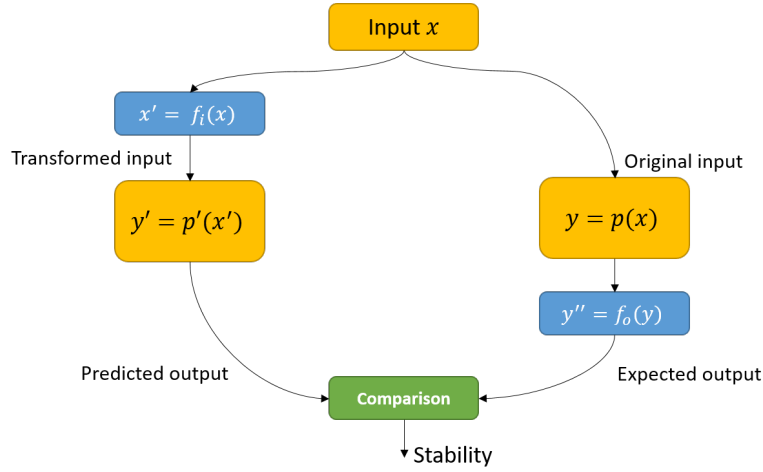 Input x
x′ = fᵢ(x)
Transformed input
Original input
y′ = p′(x′)
y = p(x)
y′′ = fₒ(y)
Predicted output
Expected output
Comparison
Stability